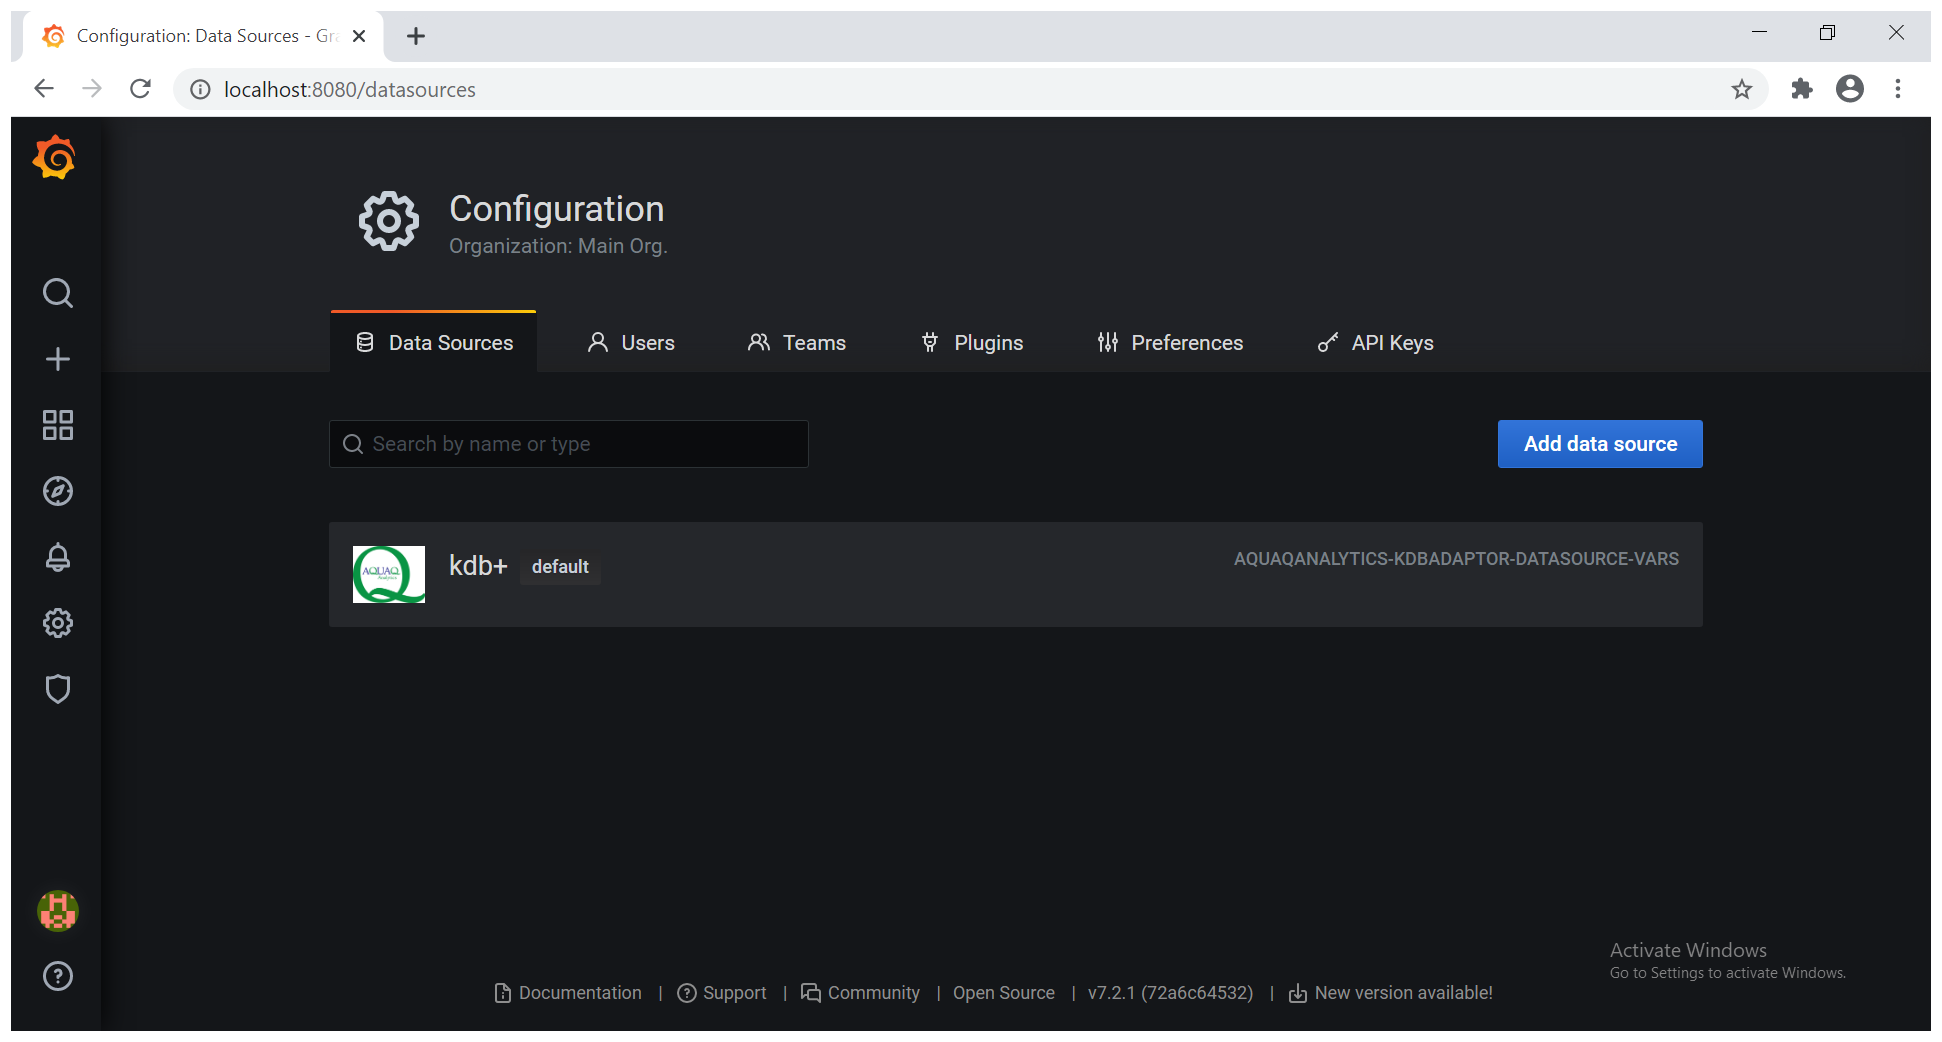 Configuration: Data Sources - Gra
localhost:8080/datasources
Configuration
Organization: Main Org.
Data Sources Users Teams Plugins Preferences API Keys
Search by name or type Add data source
AQUAQ
Analytics
kdb+ default AQUAQANALYTICS-KDBADAPTOR-DATASOURCE-VARS
Activate Windows
Go to Settings to activate Windows.
Documentation | Support | Community | Open Source | v7.2.1 (72a6c64532) | New version available!